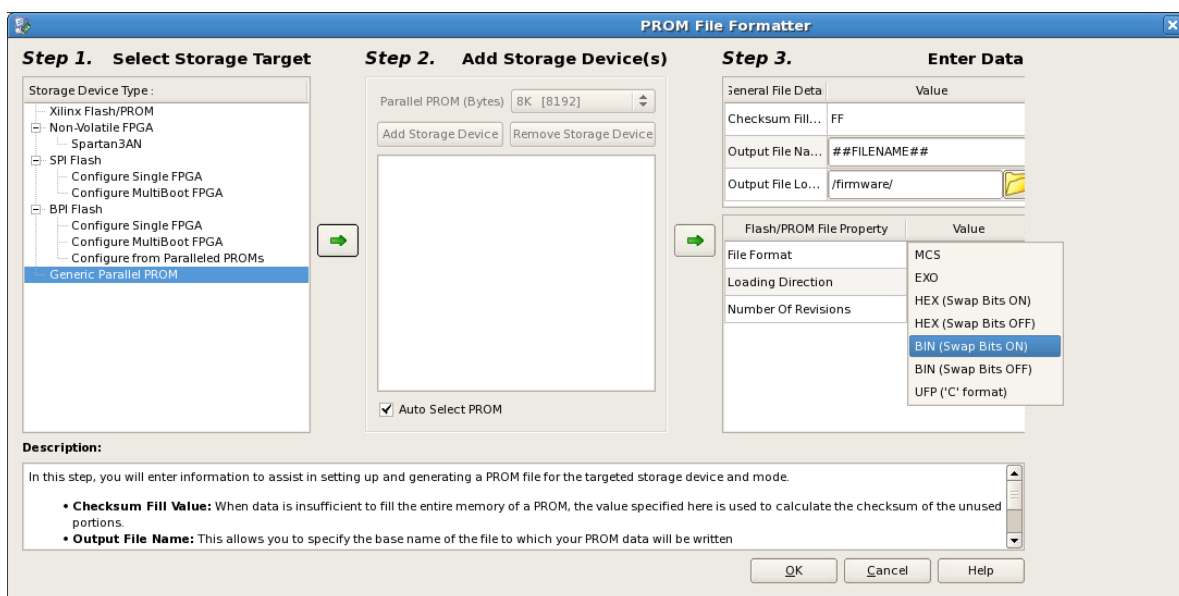 PROM File Formatter
Step 1. Select Storage Target
Storage Device Type :
Xilinx Flash/PROM
Non-Volatile FPGA
Spartan3AN
SPI Flash
Configure Single FPGA
Configure MultiBoot FPGA
BPI Flash
Configure Single FPGA
Configure MultiBoot FPGA
Configure from Paralleled PROMs
Generic Parallel PROM
Step 2. Add Storage Device(s)
Parallel PROM (Bytes) 8K [8192]
Add Storage Device Remove Storage Device
Auto Select PROM
Step 3. Enter Data
General File Deta Value
Checksum Fill... FF
Output File Na... ##FILENAME##
Output File Lo... /firmware/
Flash/PROM File Property Value
File Format
Loading Direction
Number Of Revisions
MCS
EXO
HEX (Swap Bits ON)
HEX (Swap Bits OFF)
BIN (Swap Bits ON)
BIN (Swap Bits OFF)
UFP ('C' format)
Description:
In this step, you will enter information to assist in setting up and generating a PROM file for the targeted storage device and mode.
• Checksum Fill Value: When data is insufficient to fill the entire memory of a PROM, the value specified here is used to calculate the checksum of the unused
portions.
• Output File Name: This allows you to specify the base name of the file to which your PROM data will be written
OK Cancel Help